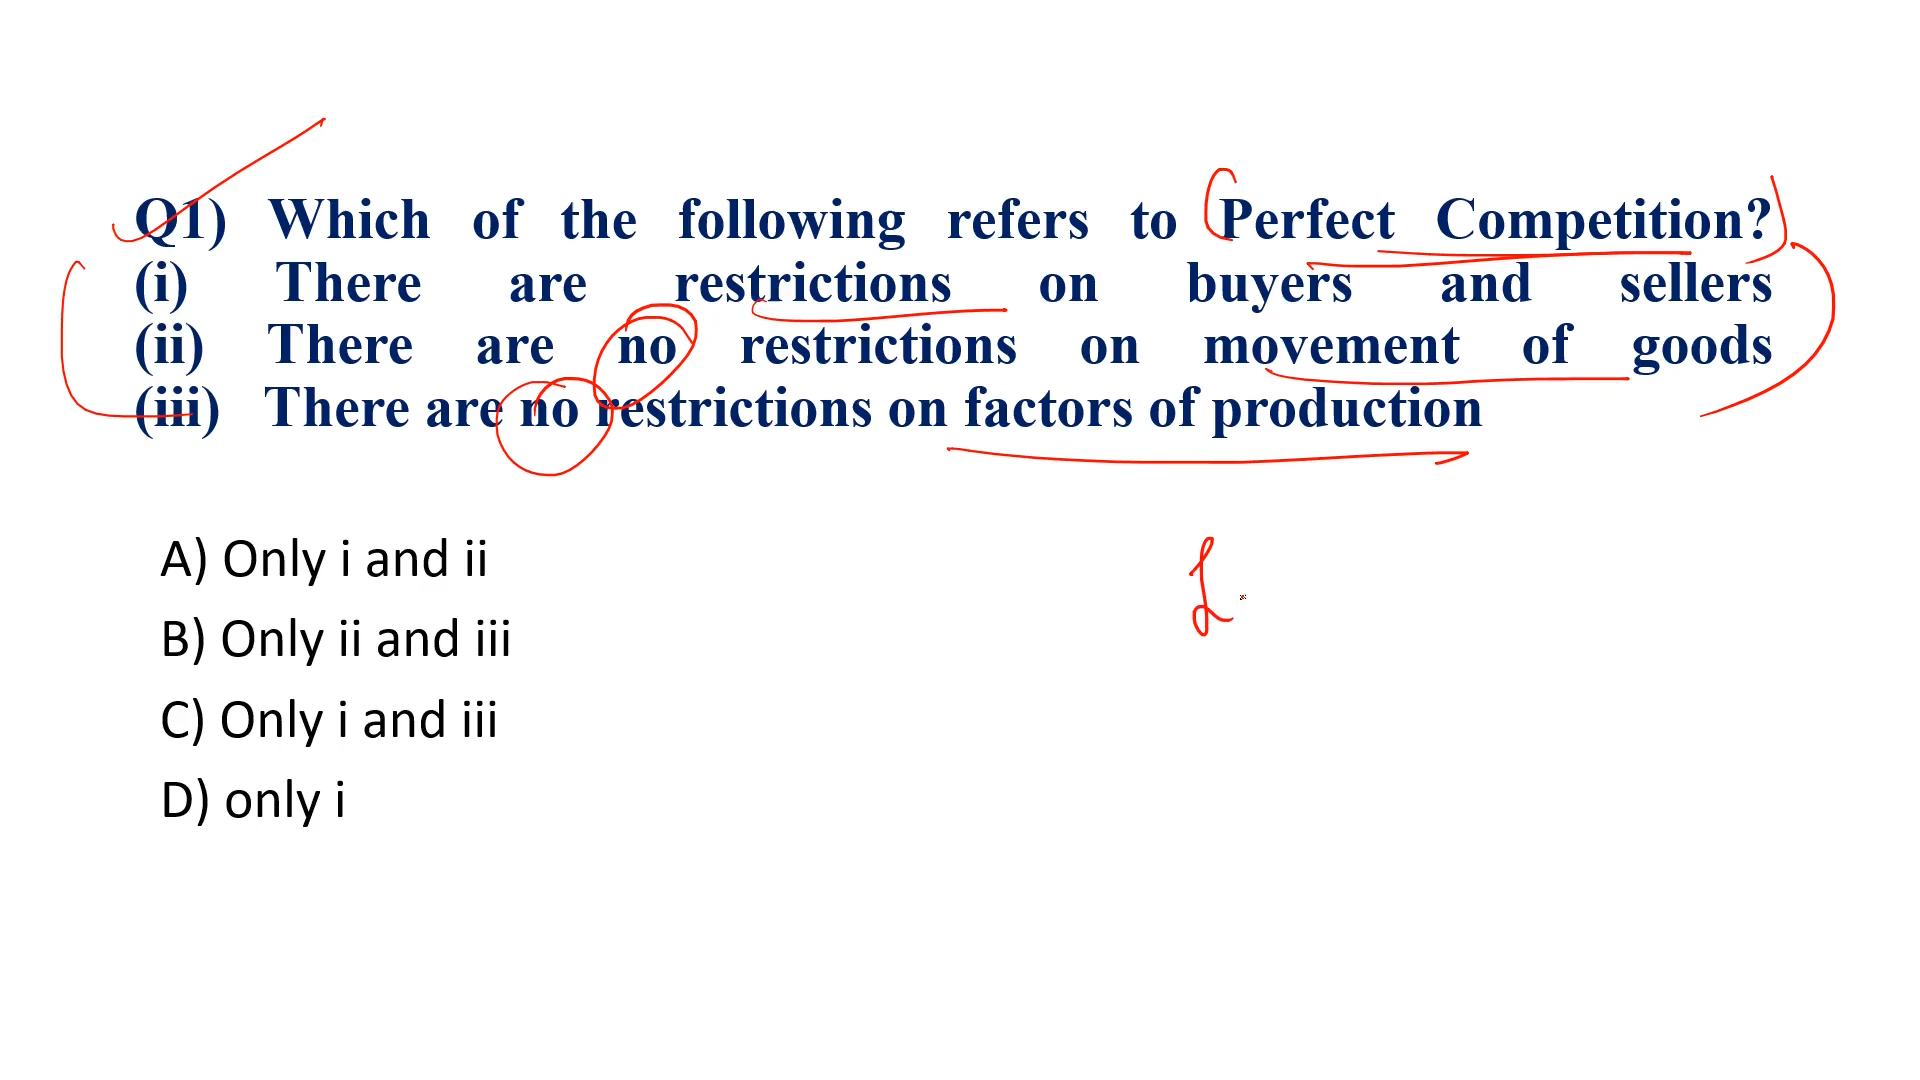 Q1) Which of the following refers to Perfect Competition?
(i) There are restrictions on buyers and sellers
(ii) There are no restrictions on movement of goods
(iii) There are no restrictions on factors of production
A) Only i and ii
B) Only ii and iii
C) Only i and iii
D) only i